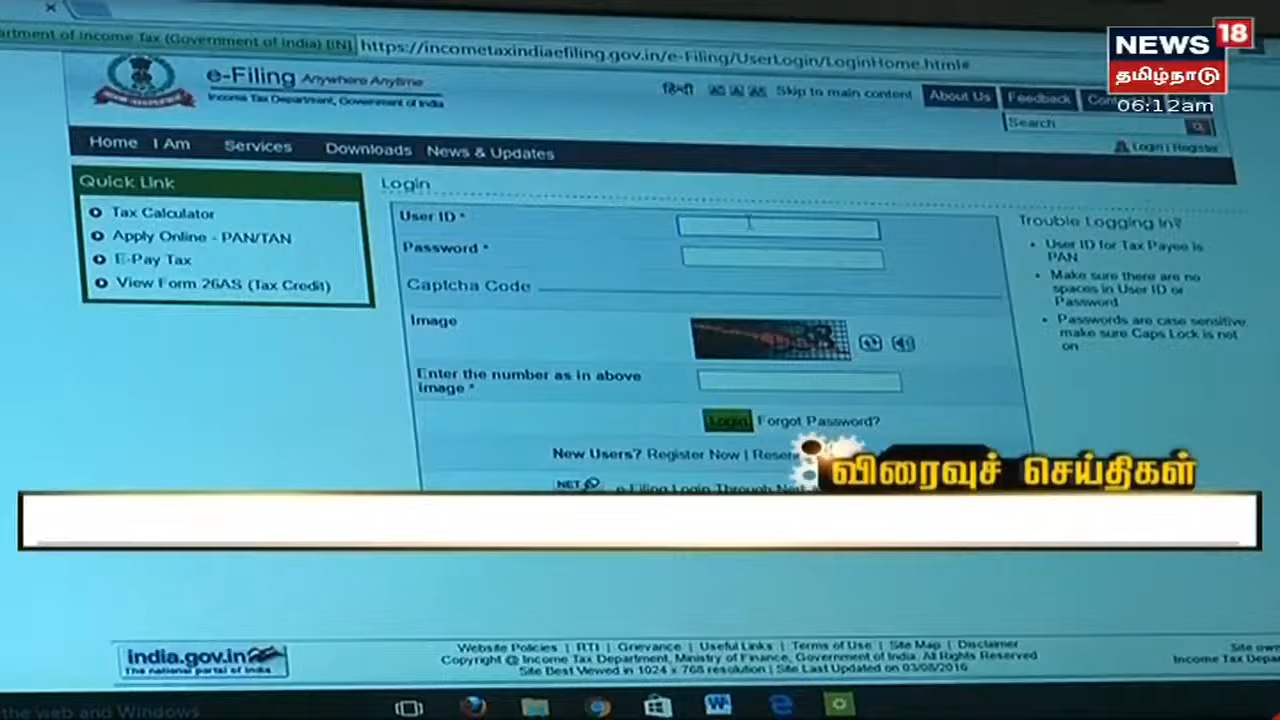 artment of Income Tax (Government of India) [IN] https://incometaxindiaefiling.gov.in/e-Filing/UserLogin/LoginHome.html#
NEWS 18
தமிழ்நாடு
06:12am
e-Filing Anywhere Anytime
Income Tax Department, Government of India
हिन्दी Skip to main content About Us Feedback
Search
Home I Am Services Downloads News & Updates
Login | Register
Quick Link
Tax Calculator
Apply Online - PAN/TAN
E-Pay Tax
View Form 26AS (Tax Credit)
Login
User ID *
Password *
Captcha Code
Image
Enter the number as in above
image *
Login Forgot Password?
New Users? Register Now |
e-Filing Login Through
Trouble Logging In?
User ID for Tax Payee is
PAN
Make sure there are no
spaces in User ID or
Password
Passwords are case sensitive,
make sure Caps Lock is not
on
விரைவுச் செய்திகள்
india.gov.in
The national portal of India
Website Policies | RTI | Grievance | Useful Links | Terms of Use | Site Map | Disclaimer
Copyright @ Income Tax Department, Ministry of Finance, Government of India. All Rights Reserved
Site Best Viewed in 1024 x 768 resolution | Site Last Updated on 03/08/2016
Site own
Income Tax Depa
the web and Windows